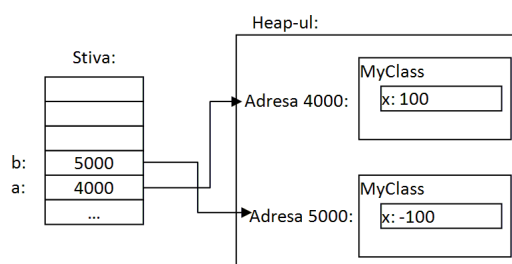 Heap-ul:
Stiva:
MyClass
Adresa 4000:
x: 100
b:
5000
a:
4000
...
MyClass
Adresa 5000:
x: -100